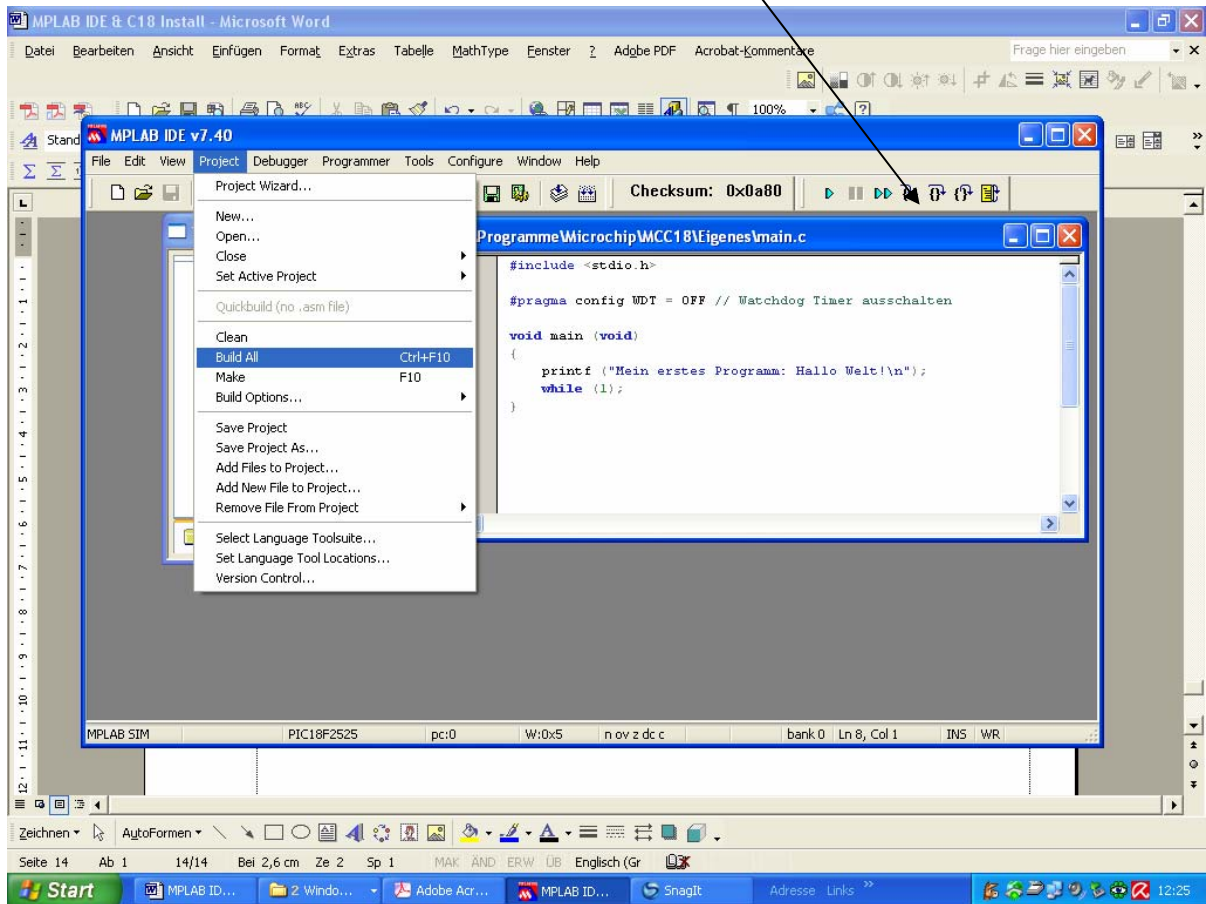 MPLAB IDE & C18 Install - Microsoft Word
Datei Bearbeiten Ansicht Einfügen Format Extras Tabelle MathType Fenster ? Adobe PDF Acrobat-Kommentare Frage hier eingeben
100%
Stand
MPLAB IDE v7.40
File Edit View Project Debugger Programmer Tools Configure Window Help
Checksum: 0x0a80
Project Wizard...
New...
Open...
Close
Set Active Project
Quickbuild (no .asm file)
Clean
Build All Ctrl+F10
Make F10
Build Options...
Save Project
Save Project As...
Add Files to Project...
Add New File to Project...
Remove File From Project
Select Language Toolsuite...
Set Language Tool Locations...
Version Control...
Programme\Microchip\MCC18\Eigenes\main.c
#include <stdio.h>
#pragma config WDT = OFF // Watchdog Timer ausschalten
void main (void)
{
printf ("Mein erstes Programm: Hallo Welt!\n");
while (1);
}
MPLAB SIM PIC18F2525 pc:0 W:0x5 n ov z dc c bank 0 Ln 8, Col 1 INS WR
Zeichnen AutoFormen
Seite 14 Ab 1 14/14 Bei 2,6 cm Ze 2 Sp 1 MAK ÄND ERW ÜB Englisch (Gr
Start MPLAB ID... 2 Windo... Adobe Acr... MPLAB ID... SnagIt Adresse Links 12:25